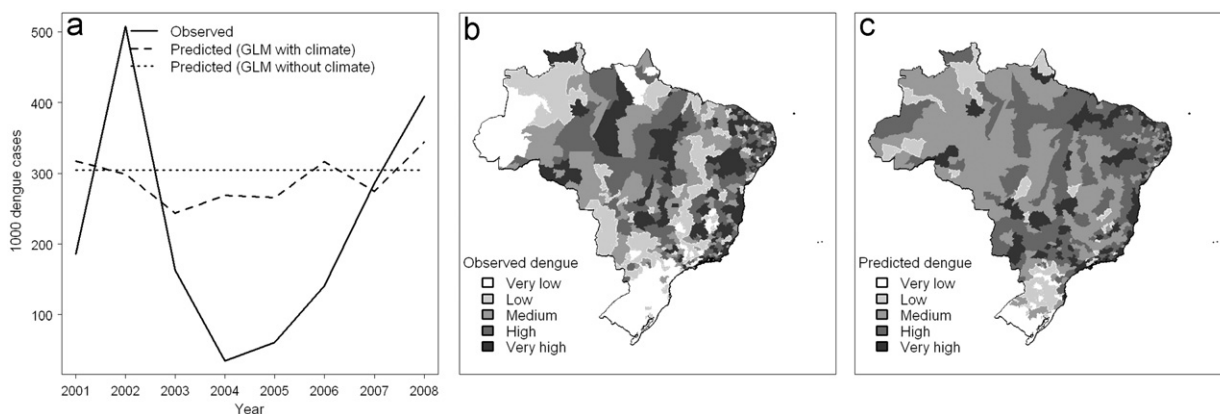 a
Observed
Predicted (GLM with climate)
Predicted (GLM without climate)
500
400
300
200
100
1000 dengue cases
2001 2002 2003 2004 2005 2006 2007 2008
Year
b
Observed dengue
Very low
Low
Medium
High
Very high
c
Predicted dengue
Very low
Low
Medium
High
Very high